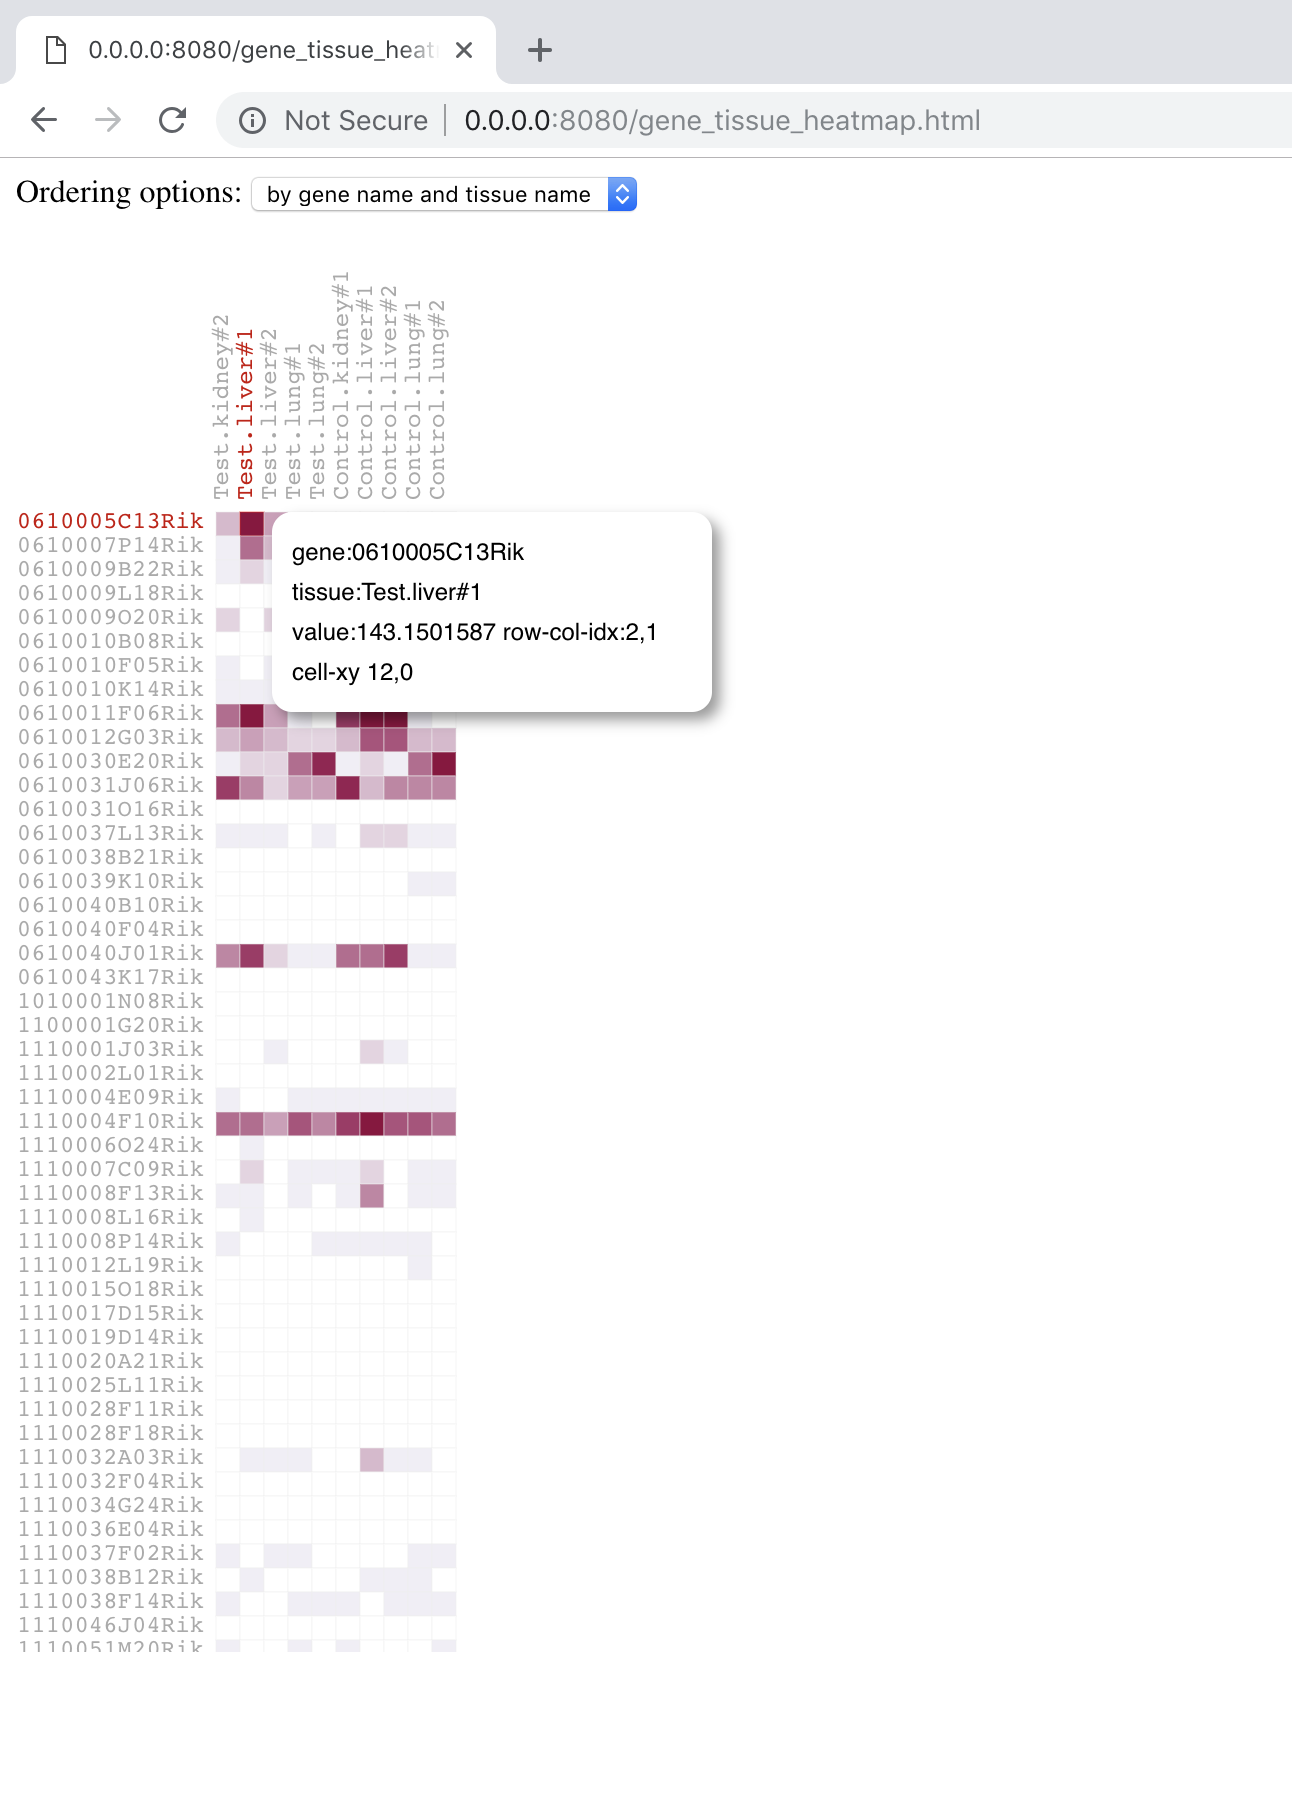 0.0.0.0:8080/gene_tissue_heat
Not Secure 0.0.0.0:8080/gene_tissue_heatmap.html
Ordering options: by gene name and tissue name
Test.kidney#2
Test.liver#1
Test.liver#2
Test.lung#1
Test.lung#2
Control.kidney#1
Control.liver#1
Control.liver#2
Control.lung#1
Control.lung#2
0610005C13Rik
0610007P14Rik
0610009B22Rik
0610009L18Rik
0610009O20Rik
0610010B08Rik
0610010F05Rik
0610010K14Rik
0610011F06Rik
0610012G03Rik
0610030E20Rik
0610031J06Rik
0610031O16Rik
0610037L13Rik
0610038B21Rik
0610039K10Rik
0610040B10Rik
0610040F04Rik
0610040J01Rik
0610043K17Rik
1010001N08Rik
1100001G20Rik
1110001J03Rik
1110002L01Rik
1110004E09Rik
1110004F10Rik
1110006O24Rik
1110007C09Rik
1110008F13Rik
1110008L16Rik
1110008P14Rik
1110012L19Rik
1110015O18Rik
1110017D15Rik
1110019D14Rik
1110020A21Rik
1110025L11Rik
1110028F11Rik
1110028F18Rik
1110032A03Rik
1110032F04Rik
1110034G24Rik
1110036E04Rik
1110037F02Rik
1110038B12Rik
1110038F14Rik
1110046J04Rik
1110051M20Rik
gene:0610005C13Rik
tissue:Test.liver#1
value:143.1501587 row-col-idx:2,1
cell-xy 12,0